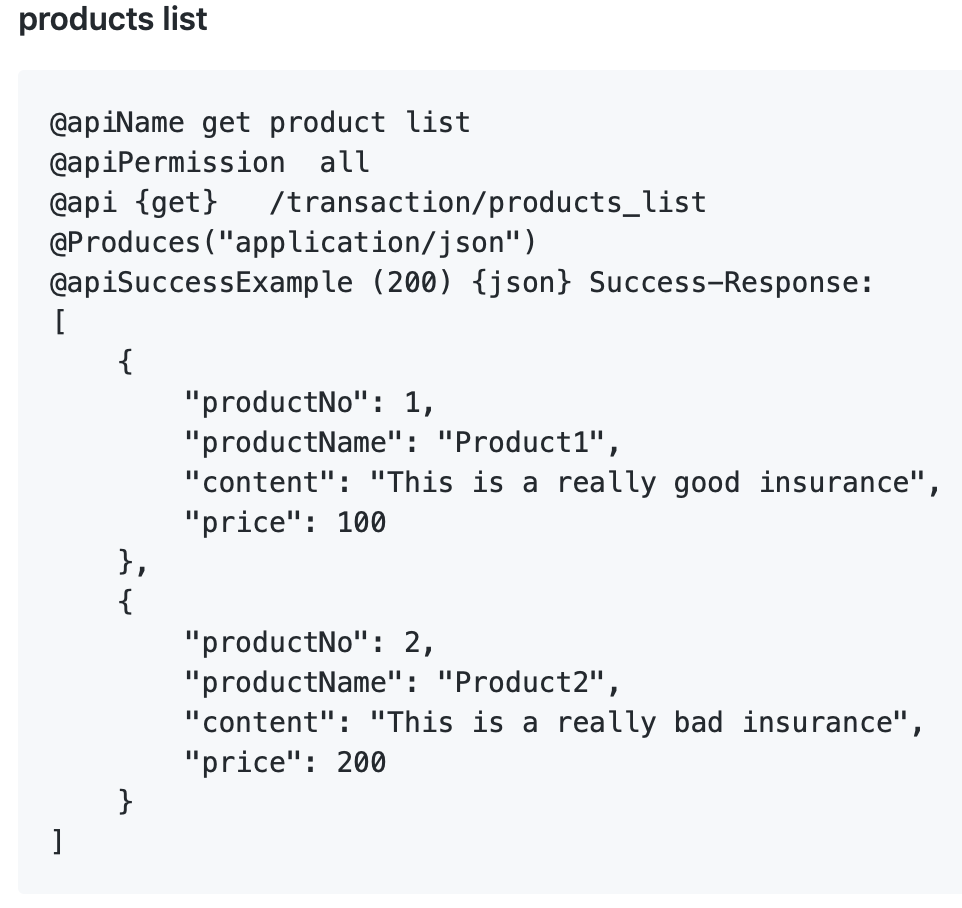 products list
@apiName get product list
@apiPermission  all
@api {get}   /transaction/products_list
@Produces("application/json")
@apiSuccessExample (200) {json} Success-Response:
[
    {
        "productNo": 1,
        "productName": "Product1",
        "content": "This is a really good insurance",
        "price": 100
    },
    {
        "productNo": 2,
        "productName": "Product2",
        "content": "This is a really bad insurance",
        "price": 200
    }
]